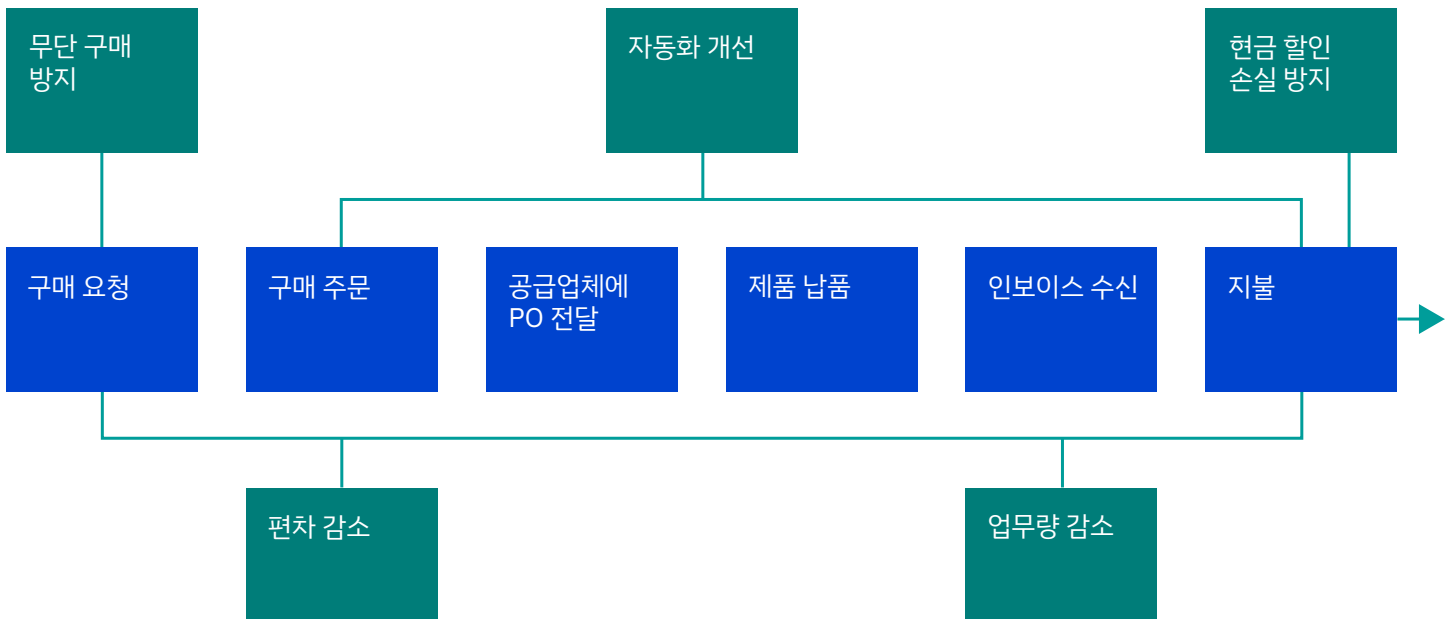 무단 구매
방지
자동화 개선
현금 할인
손실 방지
구매 요청
구매 주문
공급업체에
PO 전달
제품 납품
인보이스 수신
지불
편차 감소
업무량 감소